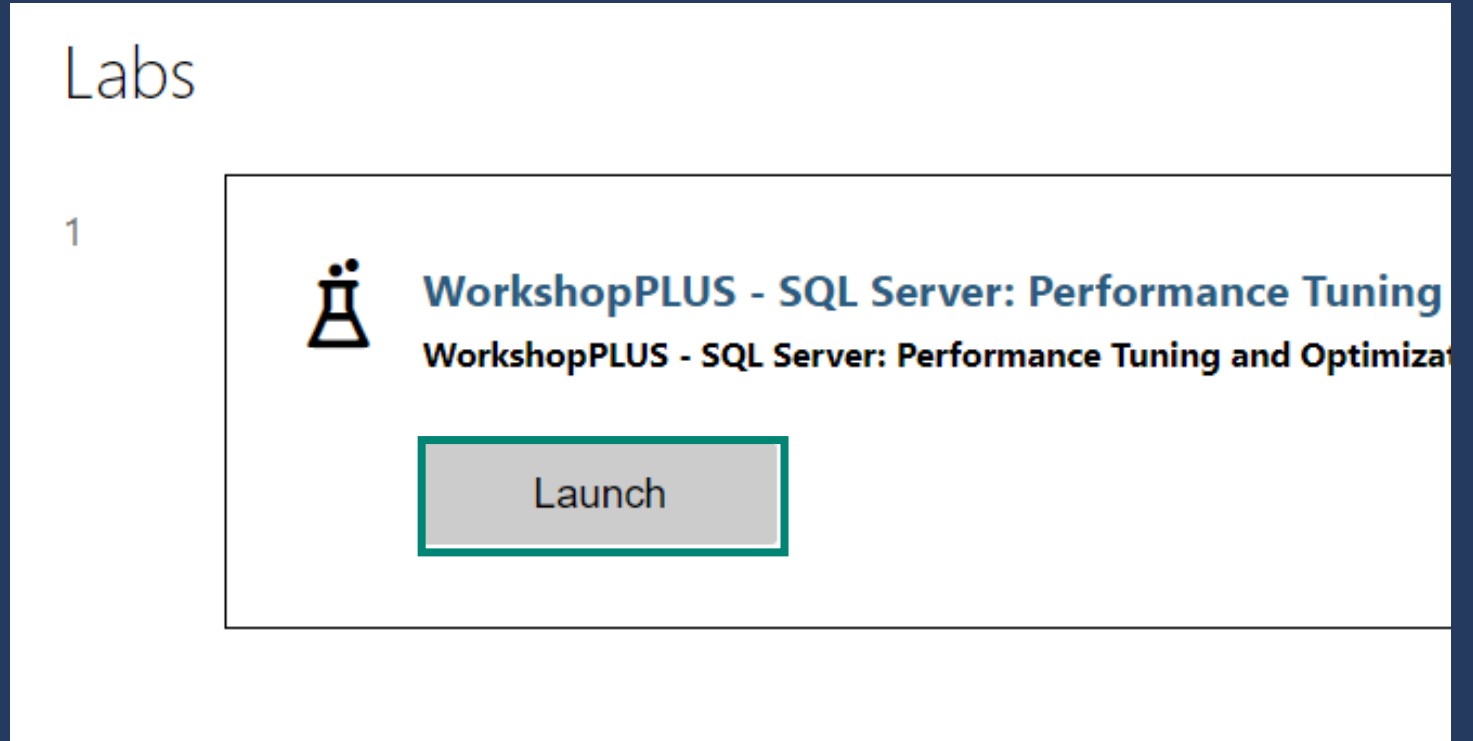 Labs
1
WorkshopPLUS - SQL Server: Performance Tuning
WorkshopPLUS - SQL Server: Performance Tuning and
Launch